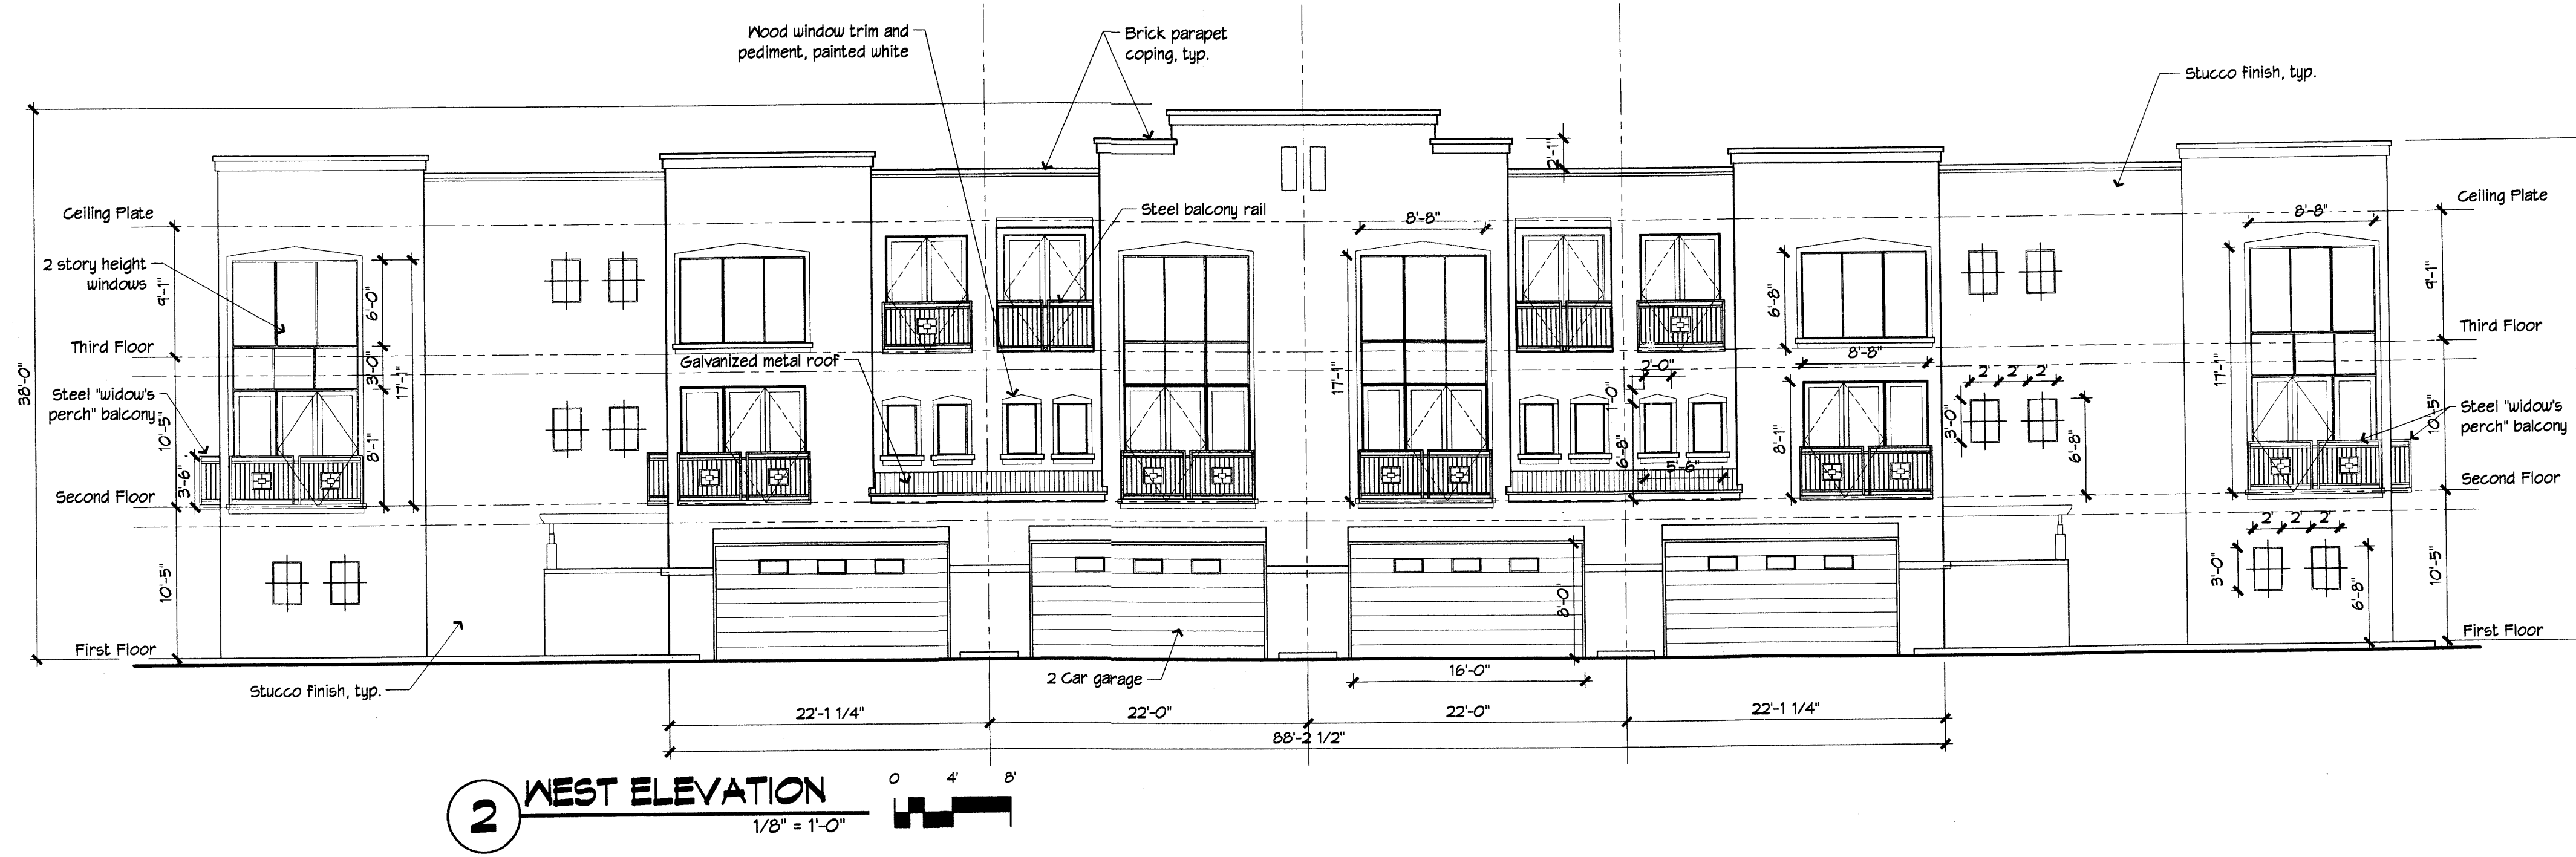 Wood window trim and
pediment, painted white
Brick parapet
coping, typ.
Stucco finish, typ.
38'-0"
Ceiling Plate
2 story height
windows
9'-1"
Third Floor
Steel "widow's
perch" balcony
10'-5"
3'-6"
Second Floor
10'-5"
First Floor
6'-0"
3'-0"
17'-1"
8'-1"
Stucco finish, typ.
Galvanized metal roof
Steel balcony rail
8'-8"
17'-1"
2'-1"
2'-0"
6'-8"
5'-6"
8'-0"
6'-8"
8'-8"
8'-1"
2'
2'
2'
3'-0"
6'-8"
8'-8"
17'-1"
2'
2'
2'
3'-0"
6'-8"
Ceiling Plate
9'-1"
Third Floor
10'-5"
Steel "widow's
perch" balcony
Second Floor
10'-5"
First Floor
2 Car garage
16'-0"
22'-1 1/4"
22'-0"
22'-0"
22'-1 1/4"
88'-2 1/2"
2
WEST ELEVATION
1/8" = 1'-0"
0 4' 8'